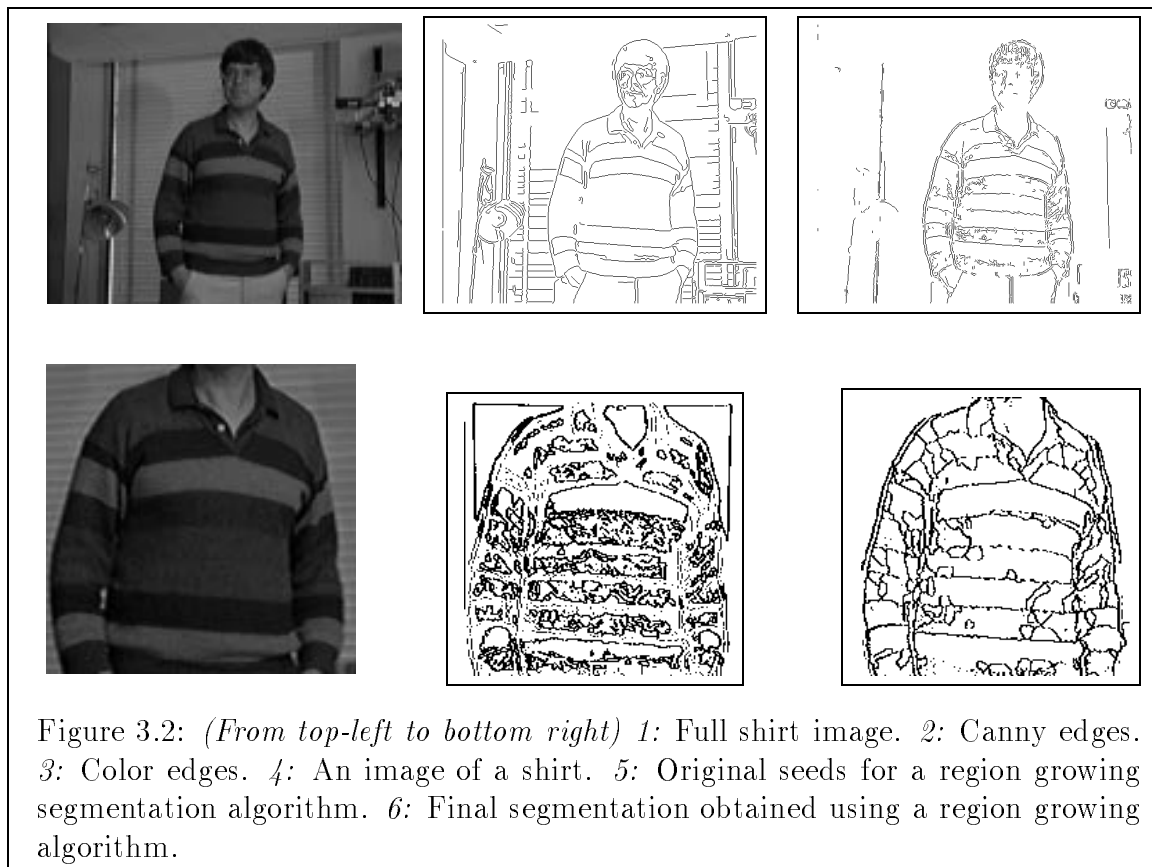 Figure 3.2: (From top-left to bottom right) 1: Full shirt image. 2: Canny edges.
3: Color edges. 4: An image of a shirt. 5: Original seeds for a region growing
segmentation algorithm. 6: Final segmentation obtained using a region growing
algorithm.